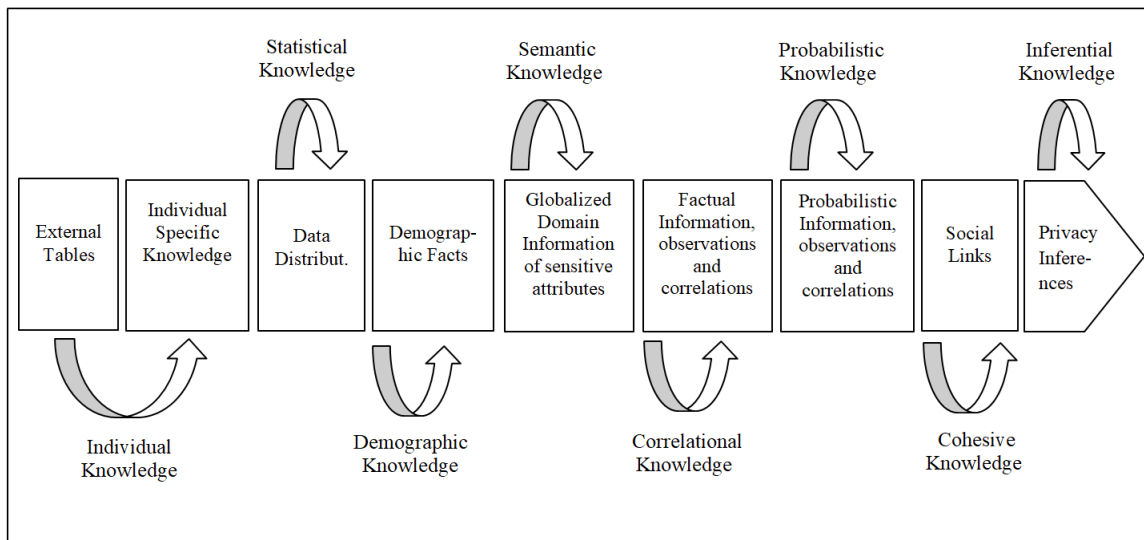 Statistical
Knowledge
Semantic
Knowledge
Probabilistic
Knowledge
Inferential
Knowledge
External
Tables
Individual
Specific
Knowledge
Data
Distribut.
Demograp-
hic Facts
Globalized
Domain
Information
of sensitive
attributes
Factual
Information,
observations
and
correlations
Probabilistic
Information,
observations
and
correlations
Social
Links
Privacy
Infere-
nces
Individual
Knowledge
Demographic
Knowledge
Correlational
Knowledge
Cohesive
Knowledge